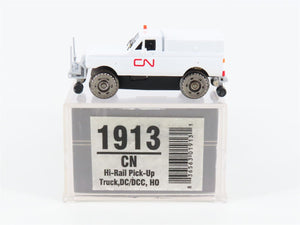 CN
1913
CN
Hi-Rail Pick-Up
Truck,DC/DCC, HO